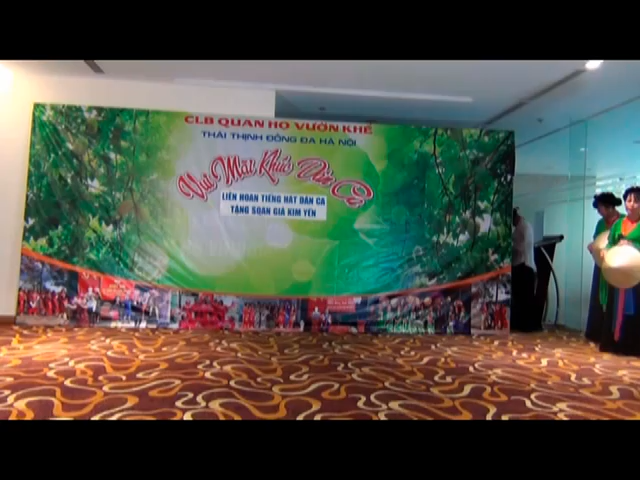 CLB QUAN HỌ VƯỜN KHẾ
THÁI THỊNH ĐỐNG ĐA HÀ NỘI
Vui Mãi Khúc Dân Ca
LIÊN HOAN TIẾNG HÁT DÂN CA
TẶNG SOẠN GIẢ KIM YẾN